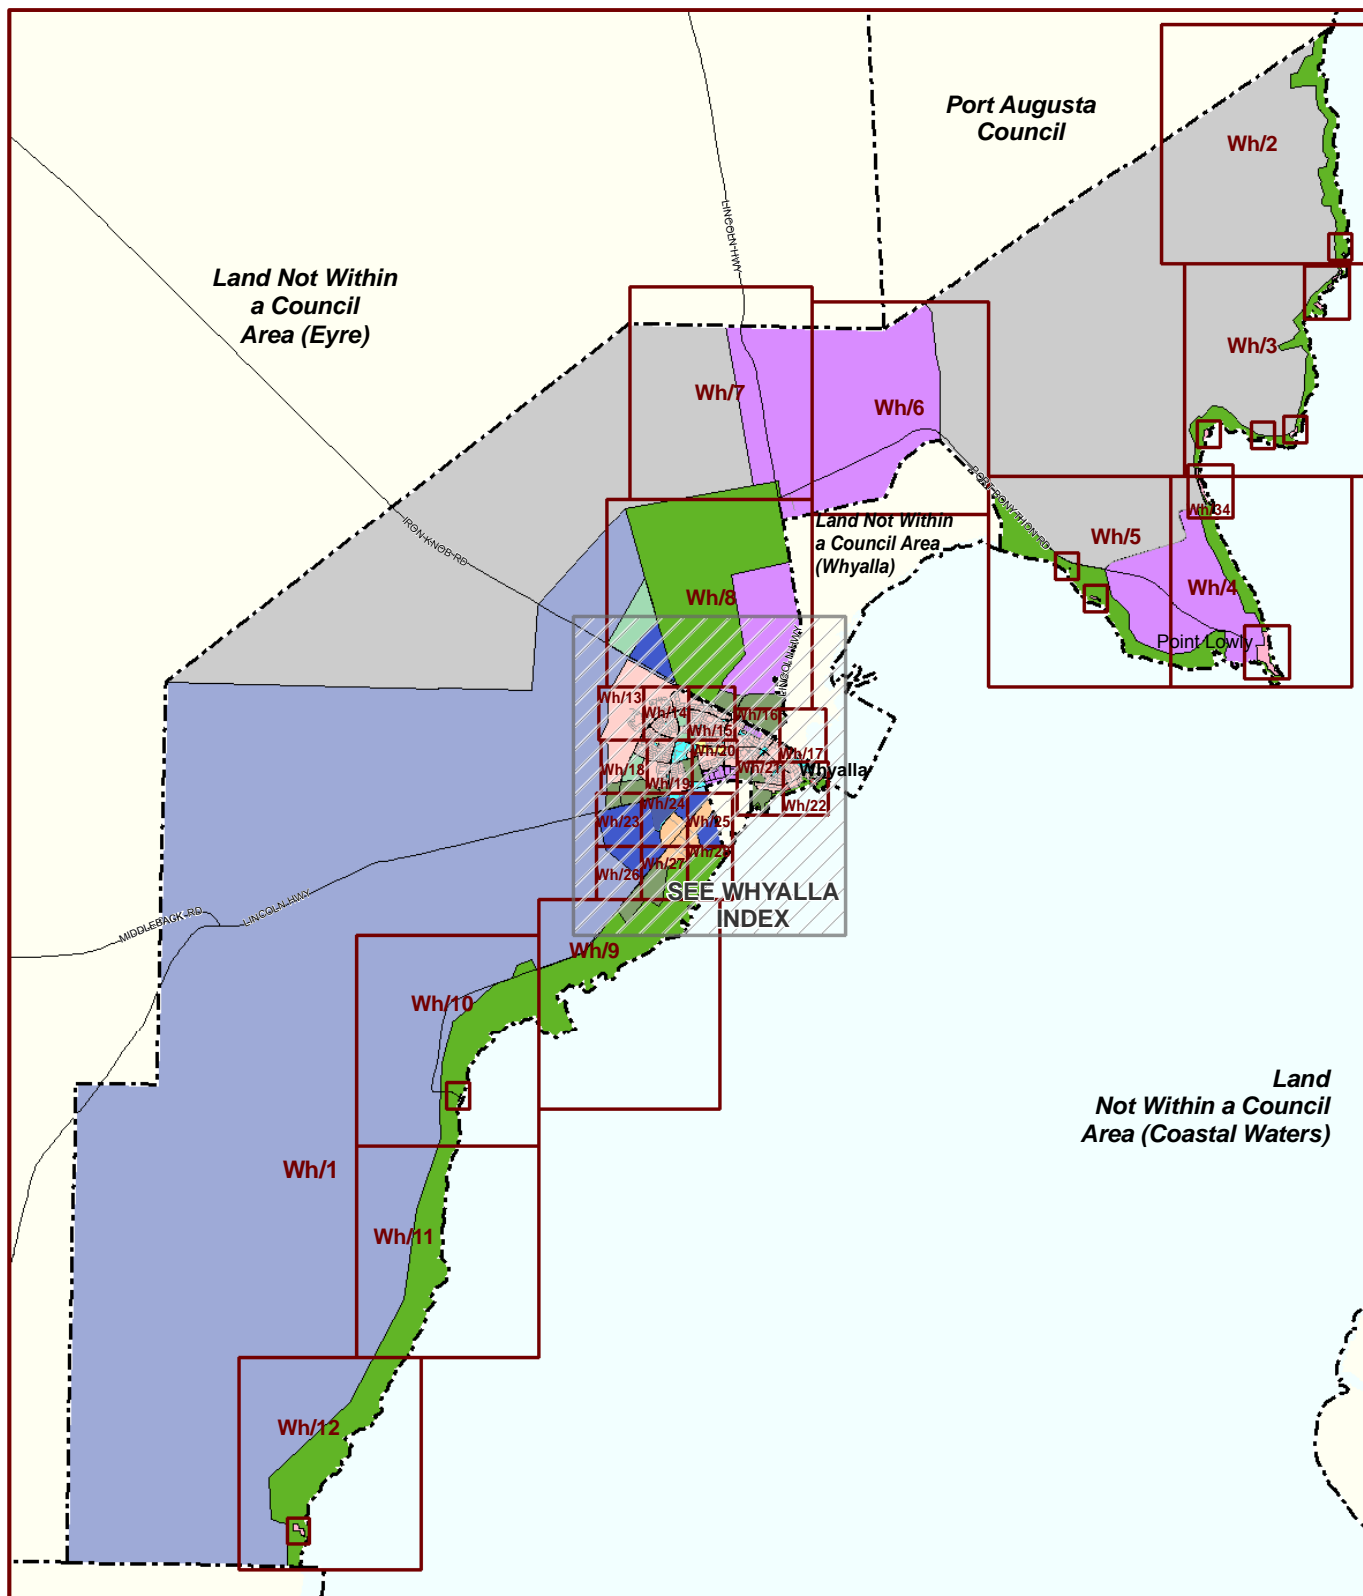 Port Augusta
Council
Wh/2
LINCOLN HWY
Land Not Within
a Council
Area (Eyre)
Wh/3
Wh/7
Wh/6
PORT BONYTHON RD
IRON KNOB RD
Land Not Within
a Council Area
(Whyalla)
Wh/34
Wh/5
Wh/4
Wh/8
Point Lowly
LINCOLN HWY
Wh/13
Wh/14
Wh/16
Wh/15
Wh/20
Wh/17
Wh/18
Wh/21
Whyalla
Wh/19
Wh/24
Wh/22
Wh/23
Wh/25
Wh/27
Wh/26
SEE WHYALLA
INDEX
LINCOLN HWY
MIDDLEBACK RD
Wh/9
Wh/10
Land
Not Within a Council
Area (Coastal Waters)
Wh/1
Wh/11
Wh/12